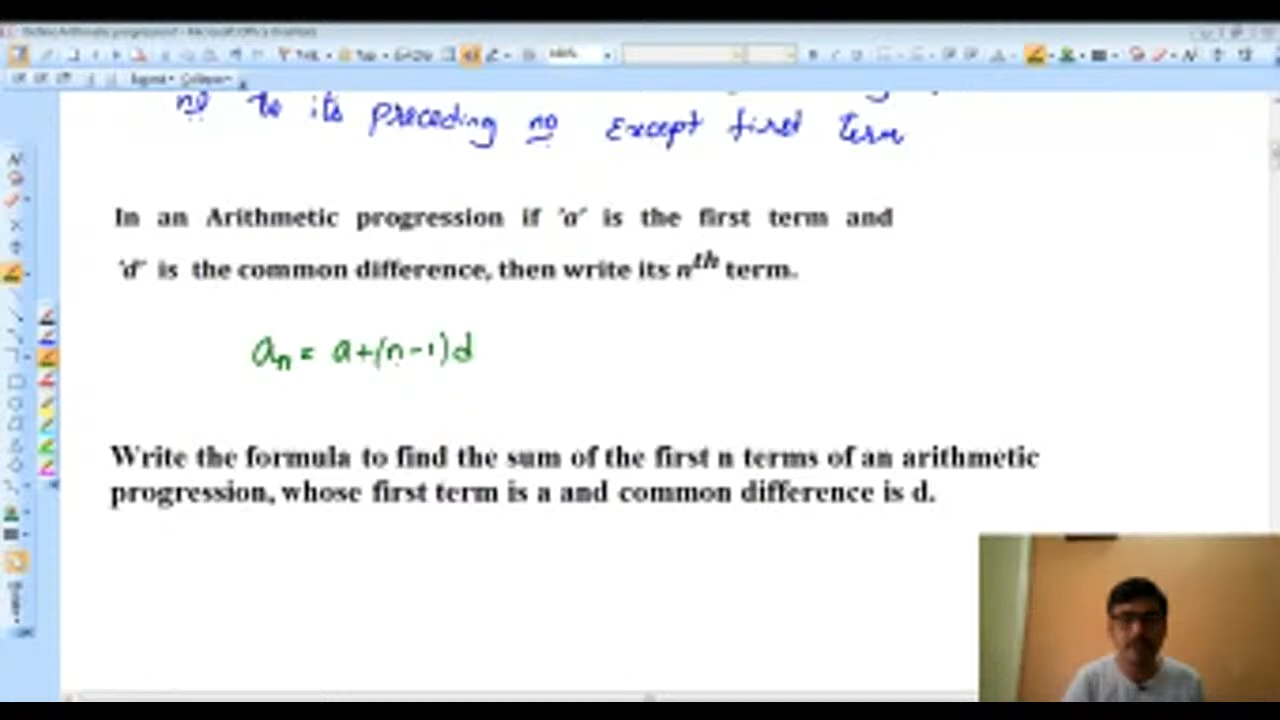 no to its preceding no Except first term
In an Arithmetic progression if 'a' is the first term and
'd' is the common difference, then write its nth term.
an = a+(n-1)d
Write the formula to find the sum of the first n terms of an arithmetic
progression, whose first term is a and common difference is d.